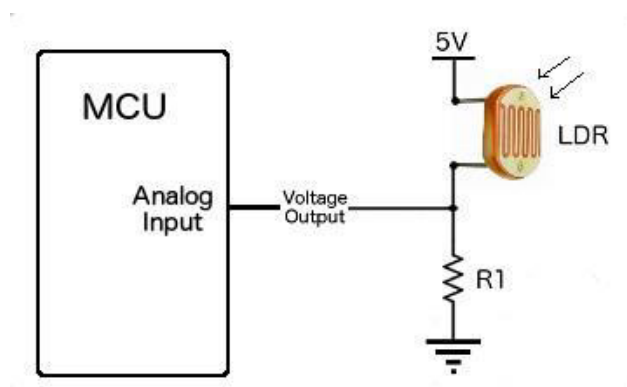 MCU
Analog
Input
Voltage
Output
5V
LDR
R1